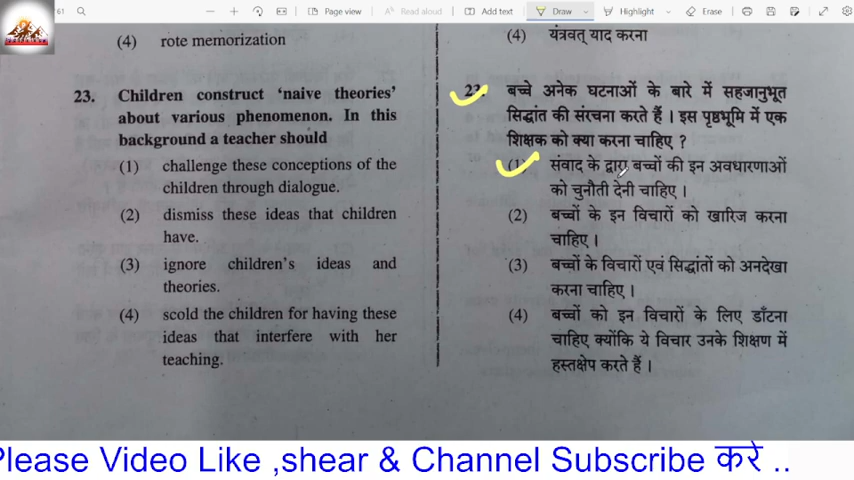 61
Page view
Read aloud
Add text
Draw
Highlight
Erase
Share
(4) rote memorization
23. Children construct ‘naive theories’
about various phenomenon. In this
background a teacher should
(1) challenge these conceptions of the
children through dialogue.
(2) dismiss these ideas that children
have.
(3) ignore children’s ideas and
theories.
(4) scold the children for having these
ideas that interfere with her
teaching.
(4) यंत्रवत् याद करना
23. बच्चे अनेक घटनाओं के बारे में सहजानुभूत
सिद्धांत की संरचना करते हैं । इस पृष्ठभूमि में एक
शिक्षक को क्या करना चाहिए ?
(1) संवाद के द्वारा बच्चों की इन अवधारणाओं
को चुनौती देनी चाहिए ।
(2) बच्चों के इन विचारों को खारिज करना
चाहिए ।
(3) बच्चों के विचारों एवं सिद्धांतों को अनदेखा
करना चाहिए ।
(4) बच्चों को इन विचारों के लिए डाँटना
चाहिए क्योंकि ये विचार उनके शिक्षण में
हस्तक्षेप करते हैं ।
Please Video Like ,shear & Channel Subscribe करे ..